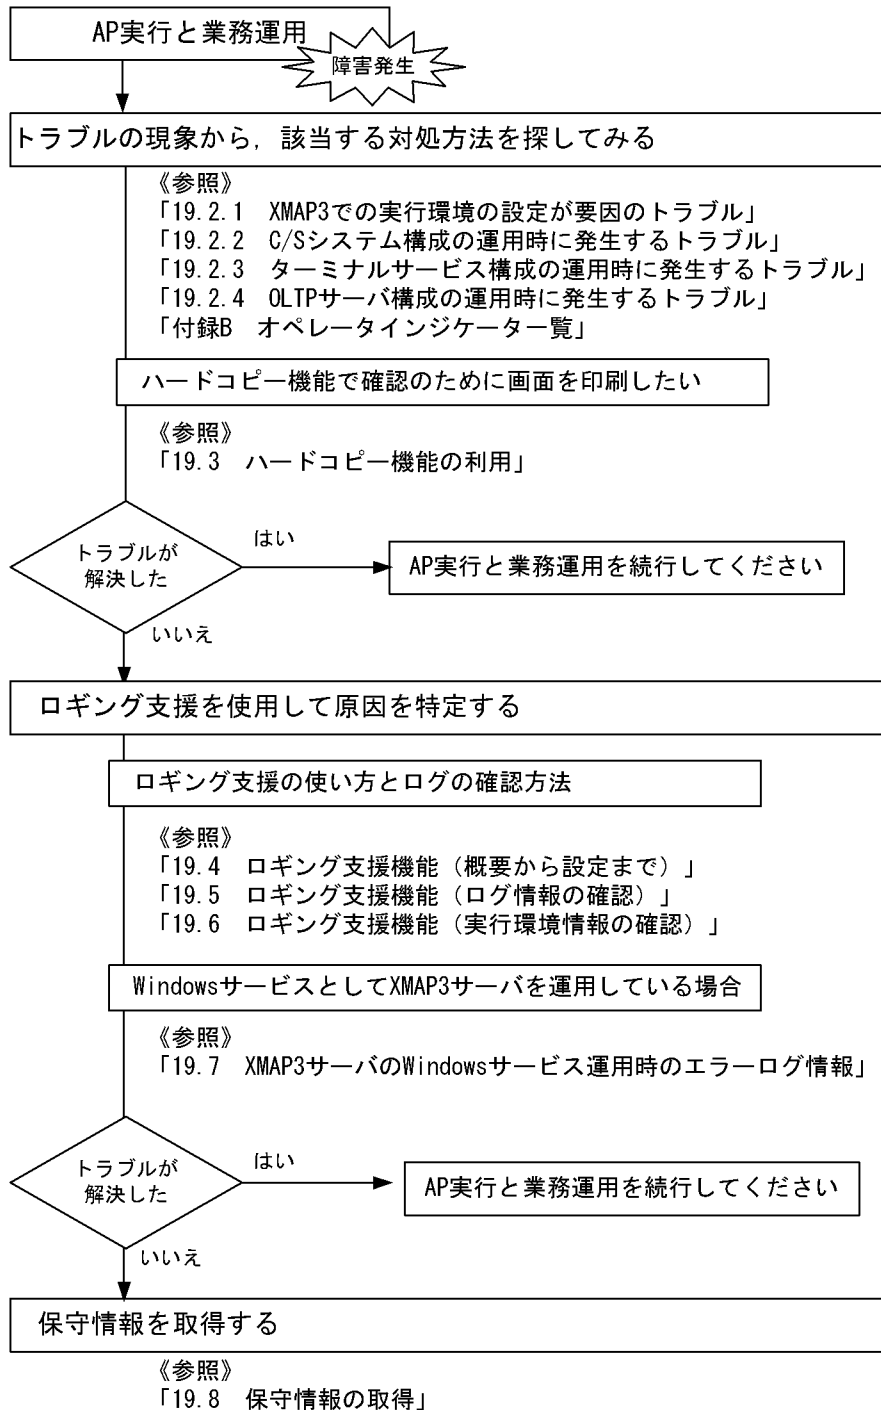 AP実行と業務運用
障害発生
トラブルの現象から，該当する対処方法を探してみる
《参照》
「19.2.1　XMAP3での実行環境の設定が要因のトラブル」
「19.2.2　C/Sシステム構成の運用時に発生するトラブル」
「19.2.3　ターミナルサービス構成の運用時に発生するトラブル」
「19.2.4　OLTPサーバ構成の運用時に発生するトラブル」
「付録B　オペレータインジケーター覧」
ハードコピー機能で確認のために画面を印刷したい
《参照》
「19.3　ハードコピー機能の利用」
トラブルが
解決した
はい
AP実行と業務運用を続行してください
いいえ
ロギング支援を使用して原因を特定する
ロギング支援の使い方とログの確認方法
《参照》
「19.4　ロギング支援機能（概要から設定まで）」
「19.5　ロギング支援機能（ログ情報の確認）」
「19.6　ロギング支援機能（実行環境情報の確認）」
WindowsサービスとしてXMAP3サーバを運用している場合
《参照》
「19.7　XMAP3サーバのWindowsサービス運用時のエラーログ情報」
トラブルが
解決した
はい
AP実行と業務運用を続行してください
いいえ
保守情報を取得する
《参照》
「19.8　保守情報の取得」